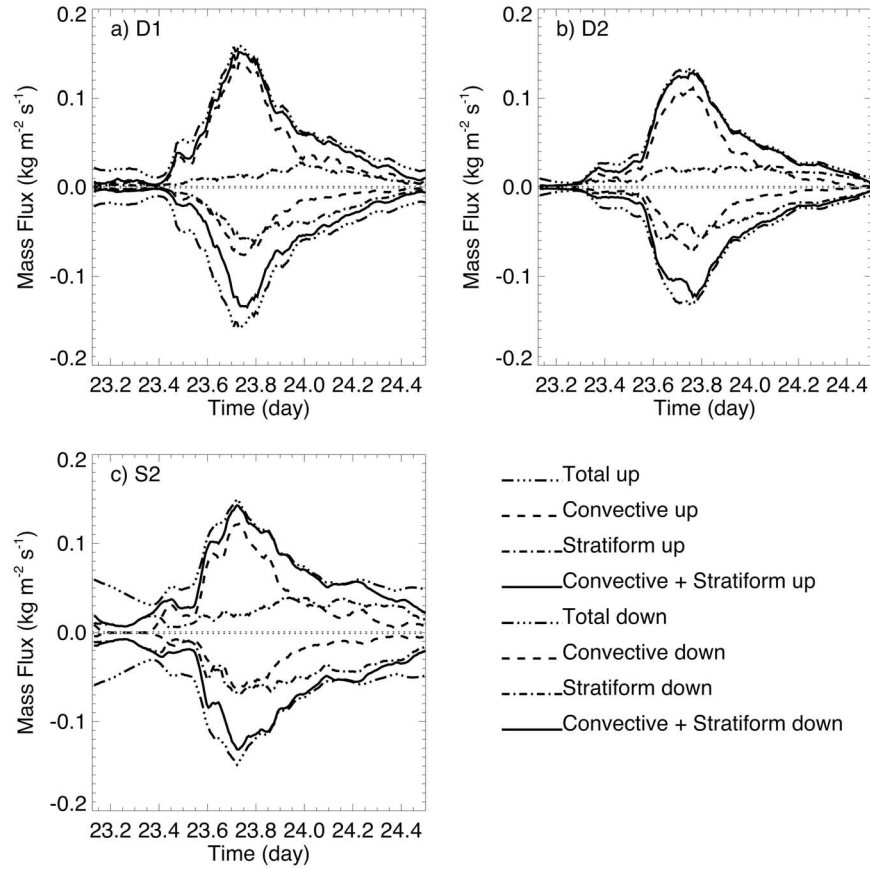 a) D1
0.2
0.1
0.0
-0.1
-0.2
Mass Flux (kg m⁻² s⁻¹)
23.2 23.4 23.6 23.8 24.0 24.2 24.4
Time (day)
b) D2
0.2
0.1
0.0
-0.1
-0.2
Mass Flux (kg m⁻² s⁻¹)
23.2 23.4 23.6 23.8 24.0 24.2 24.4
Time (day)
c) S2
0.2
0.1
0.0
-0.1
-0.2
Mass Flux (kg m⁻² s⁻¹)
23.2 23.4 23.6 23.8 24.0 24.2 24.4
Time (day)
Total up
Convective up
Stratiform up
Convective + Stratiform up
Total down
Convective down
Stratiform down
Convective + Stratiform down